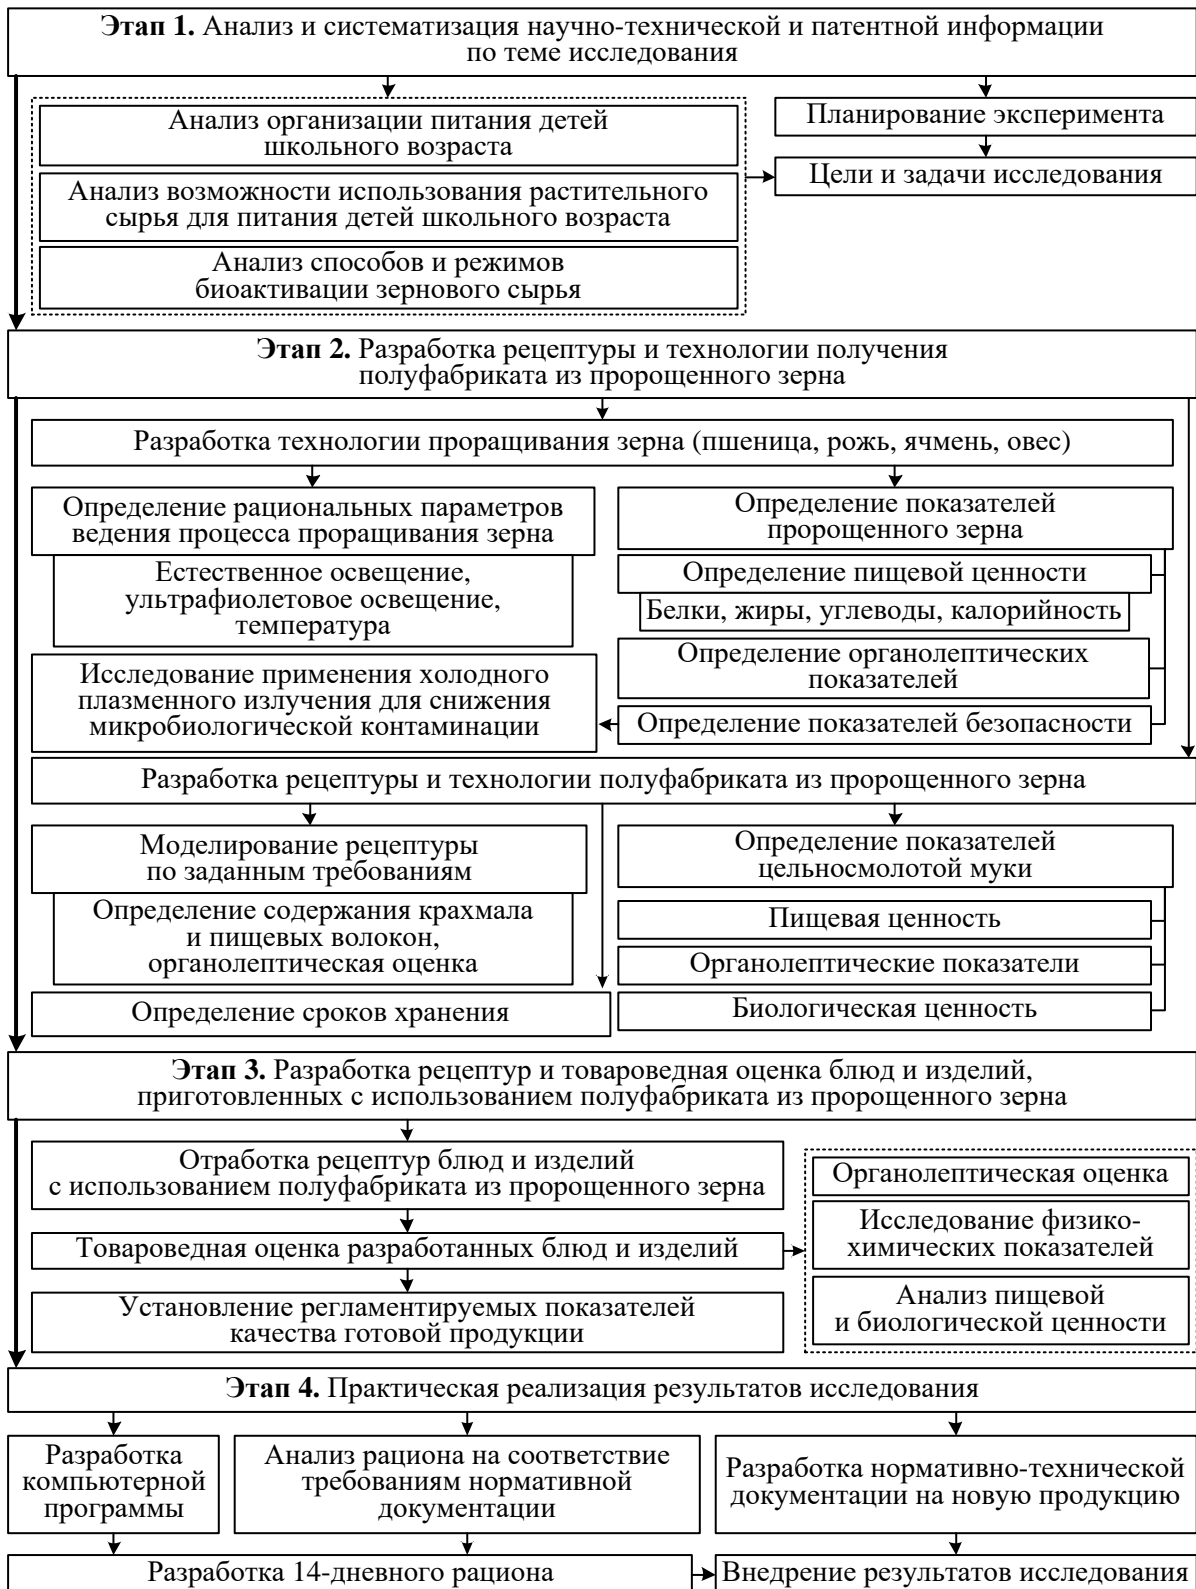 Этап 1. Анализ и систематизация научно-технической и патентной информации
по теме исследования
Анализ организации питания детей
школьного возраста
Анализ возможности использования растительного
сырья для питания детей школьного возраста
Анализ способов и режимов
биоактивации зернового сырья
Планирование эксперимента
Цели и задачи исследования
Этап 2. Разработка рецептуры и технологии получения
полуфабриката из пророщенного зерна
Разработка технологии проращивания зерна (пшеница, рожь, ячмень, овес)
Определение рациональных параметров
ведения процесса проращивания зерна
Естественное освещение,
ультрафиолетовое освещение,
температура
Исследование применения холодного
плазменного излучения для снижения
микробиологической контаминации
Определение показателей
пророщенного зерна
Определение пищевой ценности
Белки, жиры, углеводы, калорийность
Определение органолептических
показателей
Определение показателей безопасности
Разработка рецептуры и технологии полуфабриката из пророщенного зерна
Моделирование рецептуры
по заданным требованиям
Определение содержания крахмала
и пищевых волокон,
органолептическая оценка
Определение сроков хранения
Определение показателей
цельносмолотой муки
Пищевая ценность
Органолептические показатели
Биологическая ценность
Этап 3. Разработка рецептур и товароведная оценка блюд и изделий,
приготовленных с использованием полуфабриката из пророщенного зерна
Отработка рецептур блюд и изделий
с использованием полуфабриката из пророщенного зерна
Товароведная оценка разработанных блюд и изделий
Установление регламентируемых показателей
качества готовой продукции
Органолептическая оценка
Исследование физико-
химических показателей
Анализ пищевой
и биологической ценности
Этап 4. Практическая реализация результатов исследования
Разработка
компьютерной
программы
Анализ рациона на соответствие
требованиям нормативной
документации
Разработка нормативно-технической
документации на новую продукцию
Разработка 14-дневного рациона
Внедрение результатов исследования